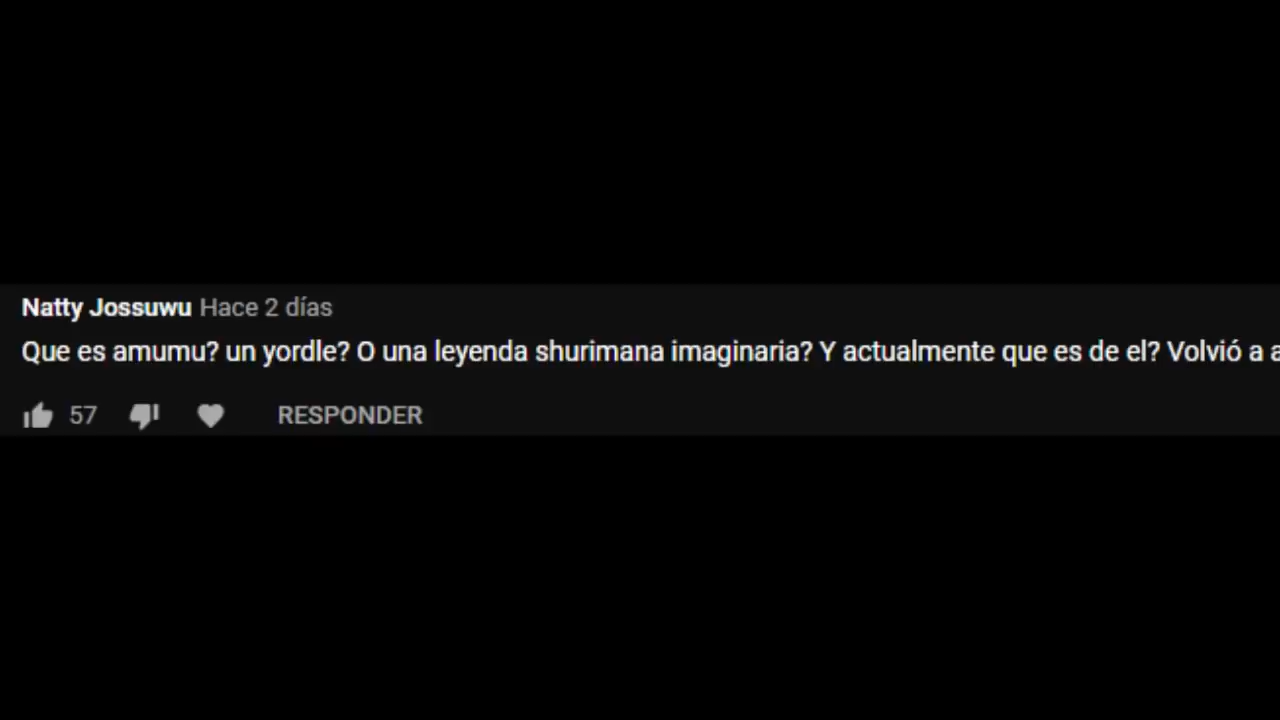 Natty Jossuwu Hace 2 días
Que es amumu? un yordle? O una leyenda shurimana imaginaria? Y actualmente que es de el? Volvió a
57
RESPONDER